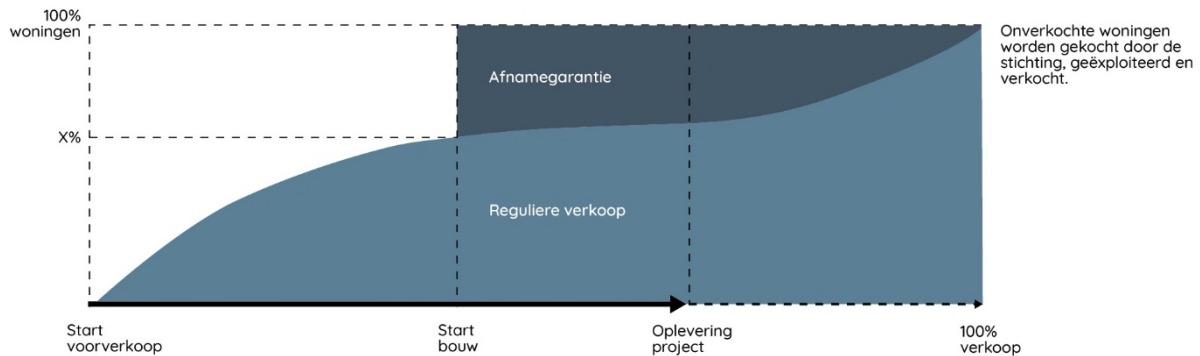 100%
woningen
Onverkochte woningen
worden gekocht door de
stichting, geëxploiteerd en
verkocht.
Afnamegarantie
X%
Reguliere verkoop
Start
voorverkoop
Start
bouw
Oplevering
project
100%
verkoop